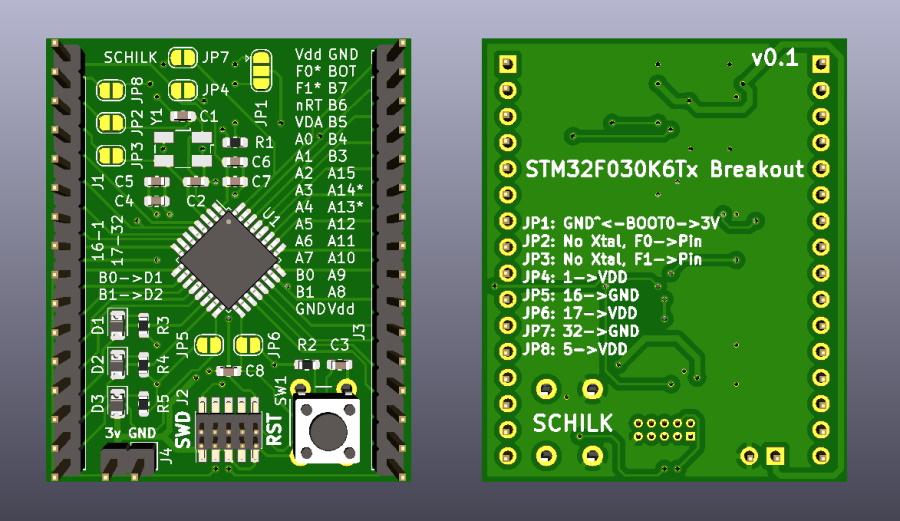 SCHILK
JP7
JP8
JP4
JP1
JP2
Y1
C1
R1
JP3
C6
J1
C5
C7
C4
C2
U1
16-1
17-32
B0->D1
B1->D2
D1
R3
D2
R4
D3
R5
JP5
JP6
C8
R2
C3
J3
J2
SW1
SWD
RST
3v GND
J4
Vdd GND
F0* BOT
F1* B7
nRT B6
VDA B5
A0 B4
A1 B3
A2 A15
A3 A14*
A4 A13*
A5 A12
A6 A11
A7 A10
B0 A9
B1 A8
GND Vdd
v0.1
STM32F030K6Tx Breakout
JP1: GND^<-BOOT0->3V
JP2: No Xtal, F0->Pin
JP3: No Xtal, F1->Pin
JP4: 1->VDD
JP5: 16->GND
JP6: 17->VDD
JP7: 32->GND
JP8: 5->VDD
SCHILK